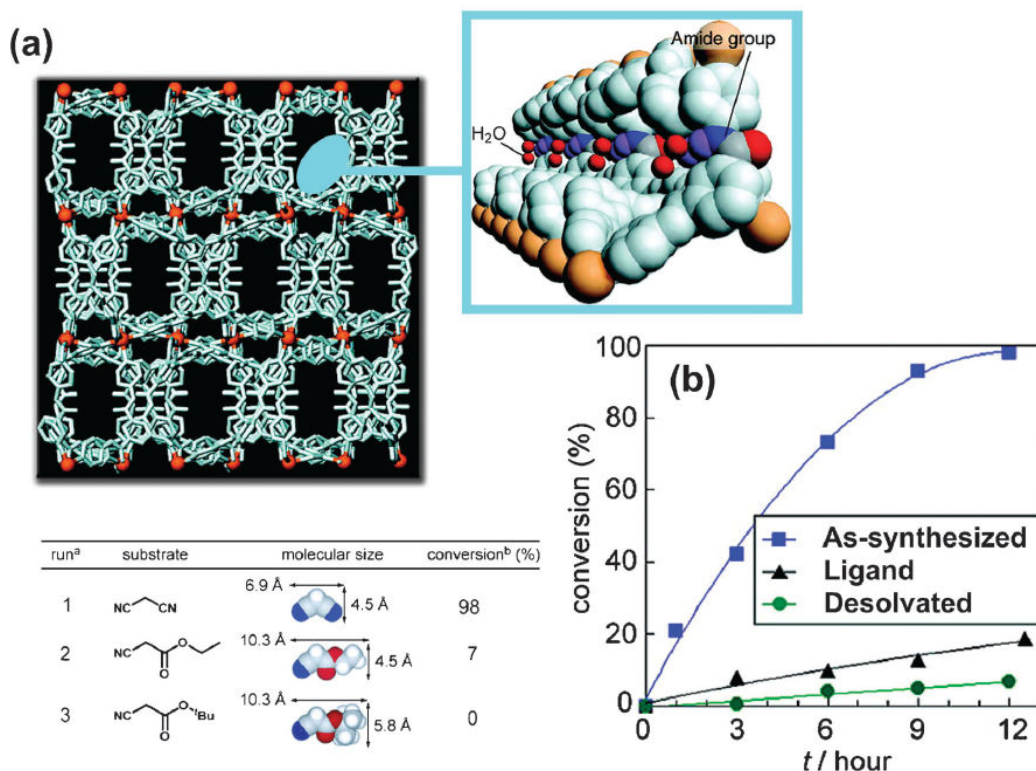 (a)
Amide group
H₂O
runᵃ substrate molecular size conversionᵇ (%)
1 NC CN 6.9 Å 4.5 Å 98
2 NC O O 10.3 Å 4.5 Å 7
3 NC O O ᵗBu 10.3 Å 5.8 Å 0
(b)
conversion (%)
100
80
60
40
20
0
As-synthesized
Ligand
Desolvated
0 3 6 9 12
t / hour